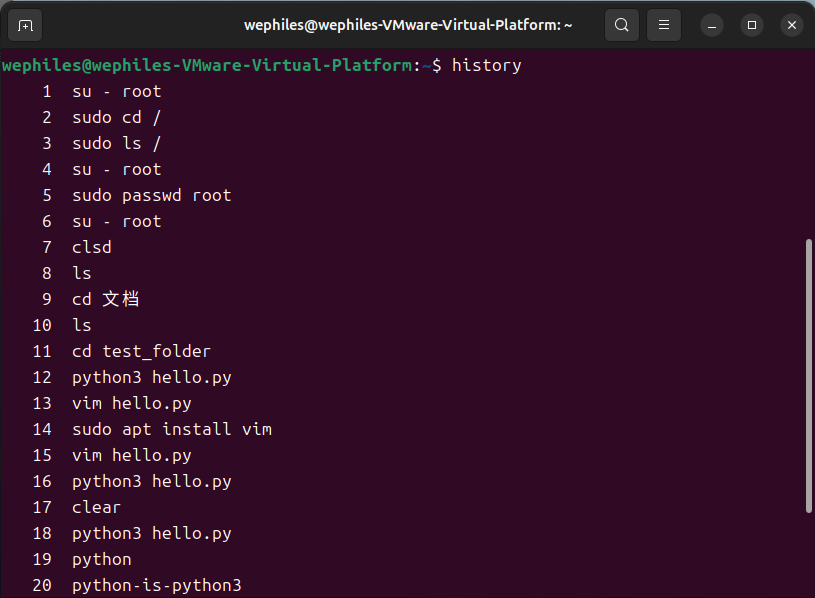 wephiles@wephiles-VMware-Virtual-Platform: ~
wephiles@wephiles-VMware-Virtual-Platform:~$ history
1 su - root
2 sudo cd /
3 sudo ls /
4 su - root
5 sudo passwd root
6 su - root
7 clsd
8 ls
9 cd 文档
10 ls
11 cd test_folder
12 python3 hello.py
13 vim hello.py
14 sudo apt install vim
15 vim hello.py
16 python3 hello.py
17 clear
18 python3 hello.py
19 python
20 python-is-python3